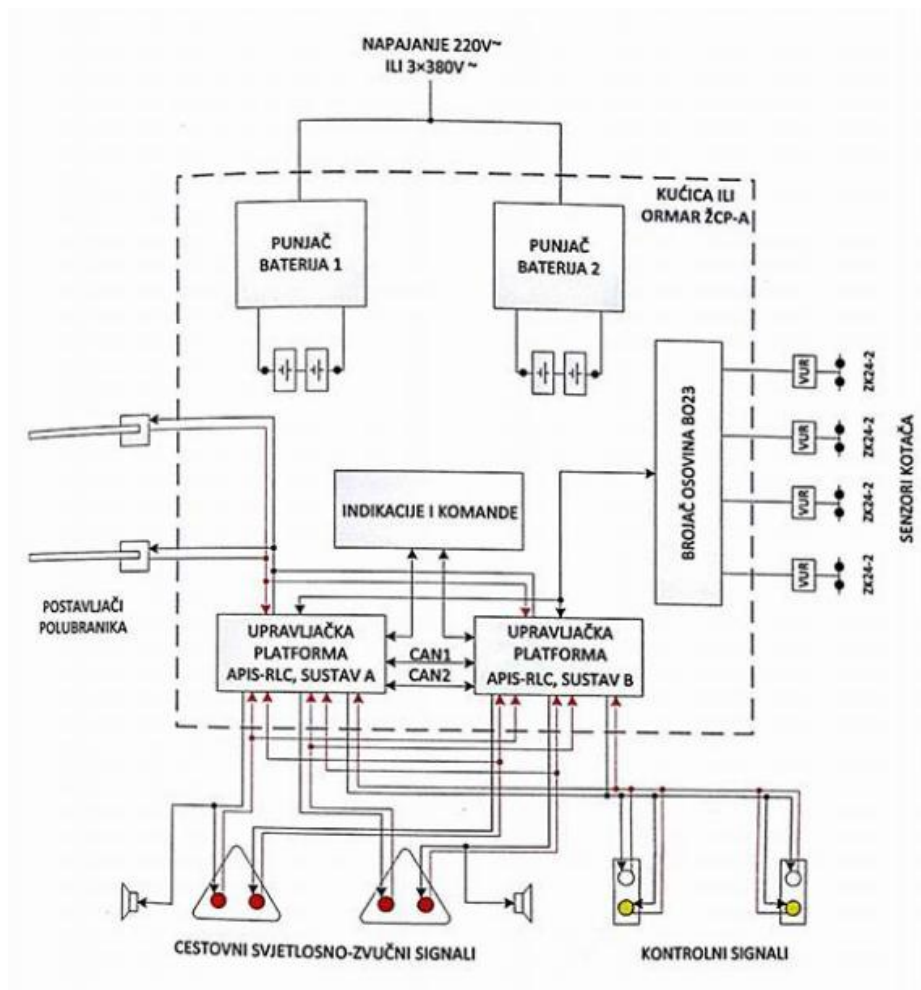 NAPAJANJE 220V~
ILI 3×380V ~
KUĆICA ILI
ORMAR ŽCP-A
PUNJAČ
BATERIJA 1
PUNJAČ
BATERIJA 2
BROJAČ OSOVINA BO23
VUR
ZK24-2
VUR
ZK24-2
VUR
ZK24-2
VUR
ZK24-2
SENZORI KOTAČA
INDIKACIJE I KOMANDE
POSTAVLJAČI
POLUBRANIKA
UPRAVLJAČKA
PLATFORMA
APIS-RLC, SUSTAV A
CAN1
CAN2
UPRAVLJAČKA
PLATFORMA
APIS-RLC, SUSTAV B
CESTOVNI SVJETLOSNO-ZVUČNI SIGNALI
KONTROLNI SIGNALI